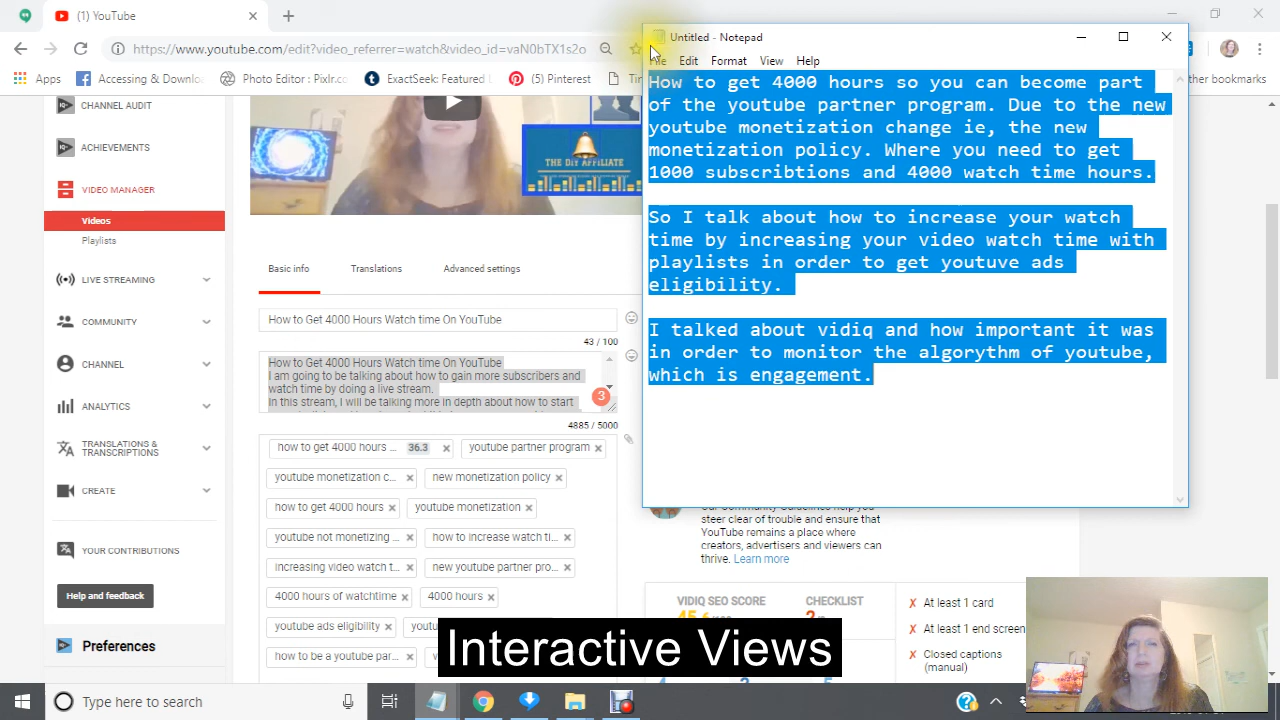 (1) YouTube
https://www.youtube.com/edit?video_referrer=watch&video_id=vaN0bTX1s2o
Apps
Accessing & Downlo
Photo Editor : Pixlr.c
ExactSeek: Featured
(5) Pinterest
her bookmarks
Untitled - Notepad
File Edit Format View Help
How to get 4000 hours so you can become part
of the youtube partner program. Due to the new
youtube monetization change ie, the new
monetization policy. Where you need to get
1000 subscribtions and 4000 watch time hours.
So I talk about how to increase your watch
time by increasing your video watch time with
playlists in order to get youtuve ads
eligibility.
I talked about vidiq and how important it was
in order to monitor the algorythm of youtube,
which is engagement.
CHANNEL AUDIT
ACHIEVEMENTS
VIDEO MANAGER
Videos
Playlists
LIVE STREAMING
COMMUNITY
CHANNEL
ANALYTICS
TRANSLATIONS &
TRANSCRIPTIONS
CREATE
YOUR CONTRIBUTIONS
Help and feedback
Preferences
THE DIY AFFILIATE
Basic info
Translations
Advanced settings
How to Get 4000 Hours Watch time On YouTube
43 / 100
How to Get 4000 Hours Watch time On YouTube
I am going to be talking about how to gain more subscribers and
watch time by doing a live stream.
In this stream, I will be talking more in depth about how to start
3
4885 / 5000
how to get 4000 hours ... 36.3
youtube partner program
youtube monetization c...
new monetization policy
how to get 4000 hours
youtube monetization
youtube not monetizing ...
how to increase watch ti...
increasing video watch t...
new youtube partner pro...
4000 hours of watchtime
4000 hours
youtube ads eligibility
how to be a youtube par...
Our Community Guidelines help you
steer clear of trouble and ensure that
YouTube remains a place where
creators, advertisers and viewers can
thrive. Learn more
VIDIQ SEO SCORE
CHECKLIST
At least 1 card
At least 1 end screen
Closed captions
(manual)
Interactive Views
Type here to search